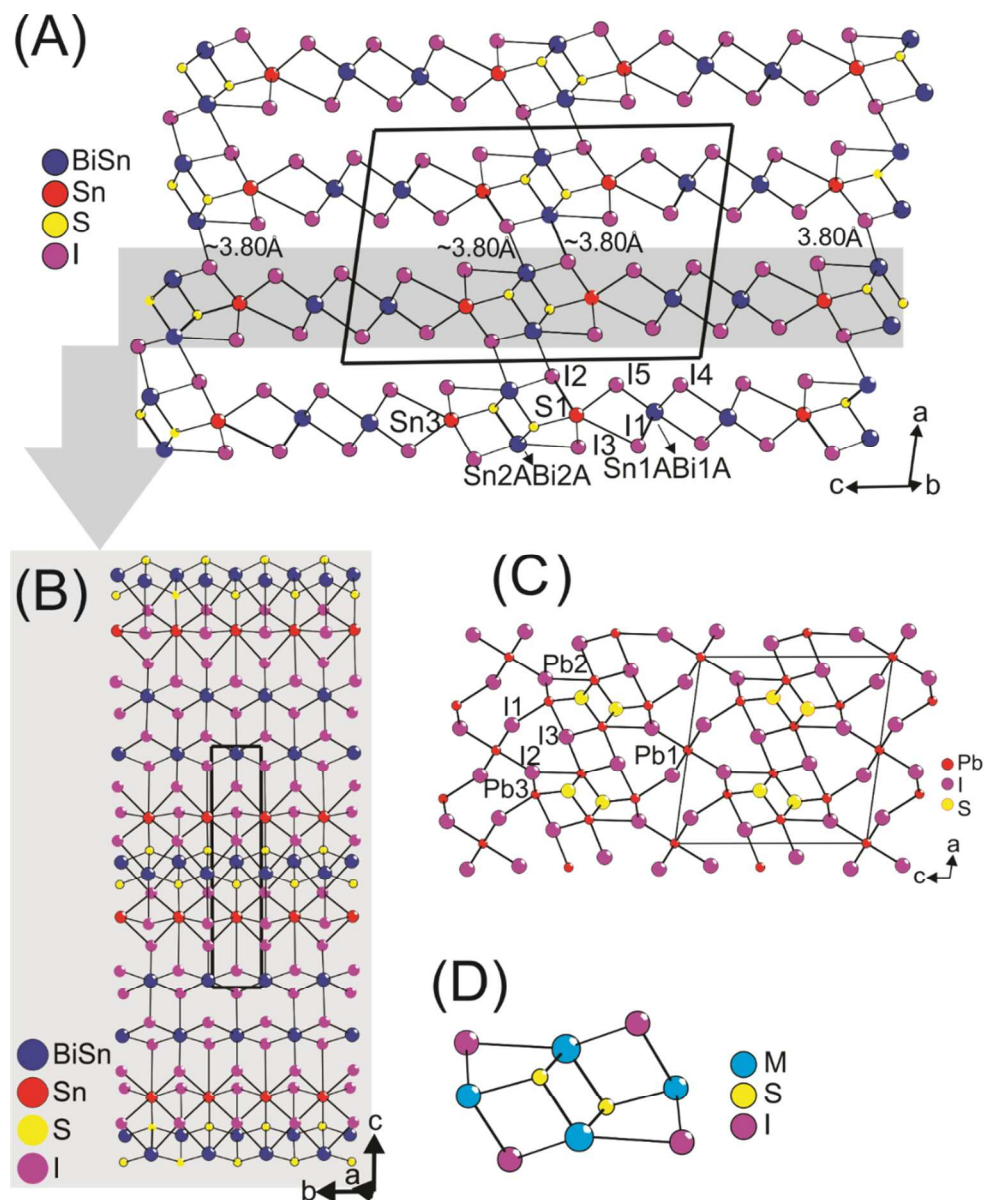 (A)
BiSn
Sn
S
I
~3.80Å
~3.80Å
~3.80Å
3.80Å
I2
I5
I4
S1
Sn3
I1
I3
Sn2ABi2A
Sn1ABi1A
a
c
b
(B)
BiSn
Sn
S
I
c
a
b
(C)
Pb2
I1
I3
I2
Pb1
Pb3
Pb
I
S
a
c
(D)
M
S
I